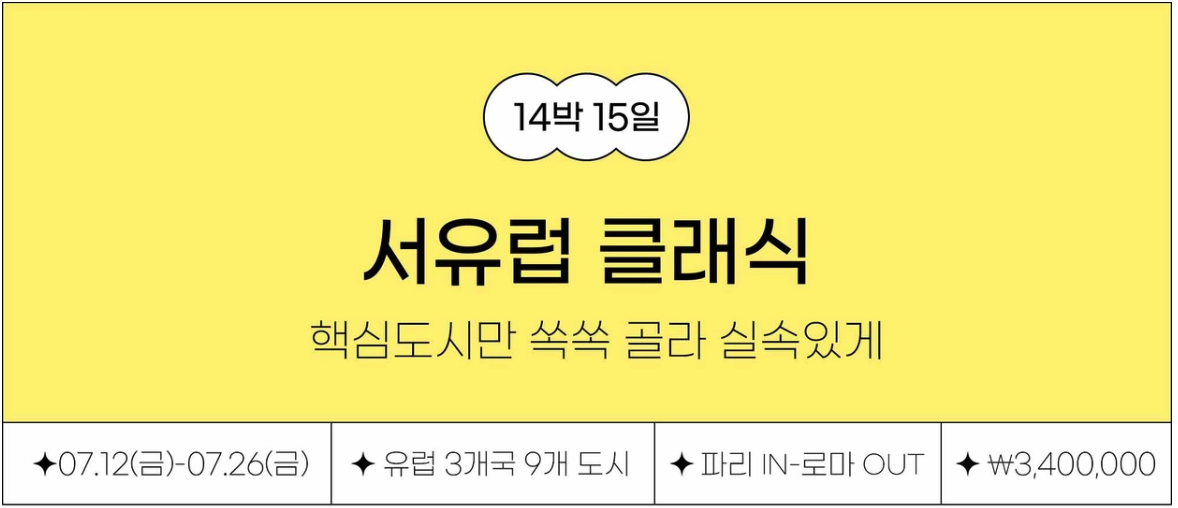 14박 15일
서유럽 클래식
핵심도시만 쏙쏙 골라 실속있게
✦07.12(금)-07.26(금)
✦ 유럽 3개국 9개 도시
✦ 파리 IN-로마 OUT
✦ ₩3,400,000